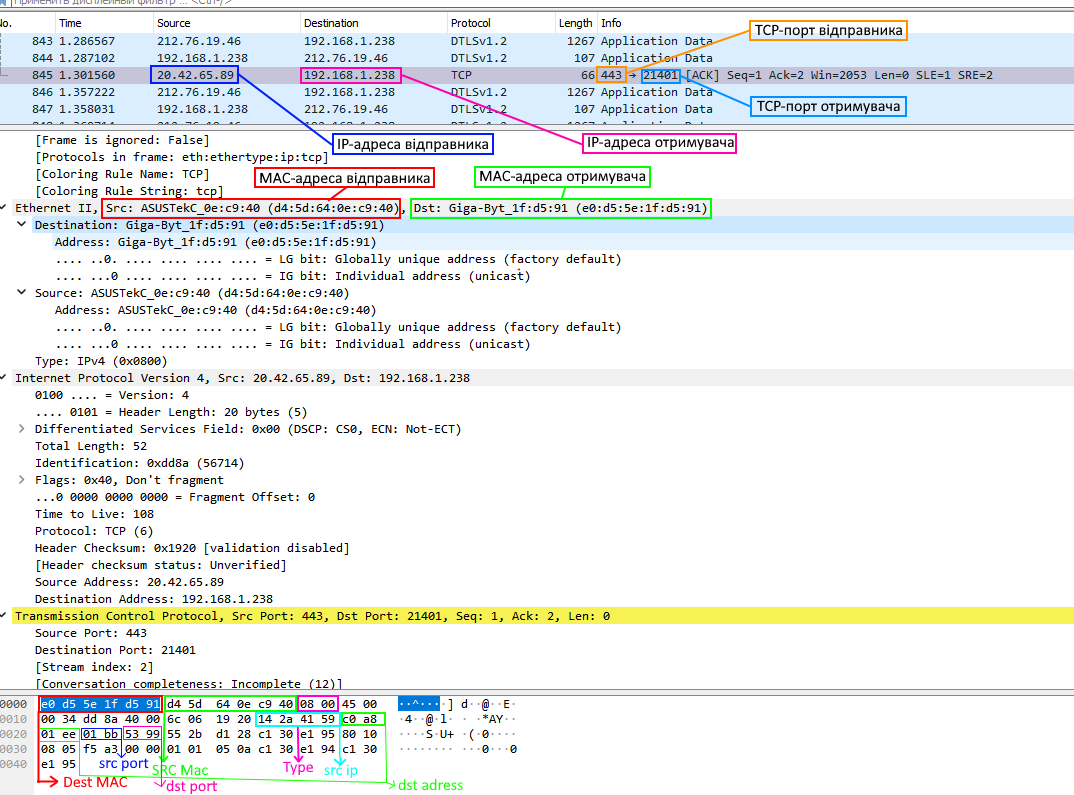 Применить дисплейный фильтр ... <Ctrl-/>
No. Time Source Destination Protocol Length Info
843 1.286567 212.76.19.46 192.168.1.238 DTLSv1.2 1267 Application Data
844 1.287102 192.168.1.238 212.76.19.46 DTLSv1.2 107 Application Data
845 1.301560 20.42.65.89 192.168.1.238 TCP 66 443 → 21401 [ACK] Seq=1 Ack=2 Win=2053 Len=0 SLE=1 SRE=2
846 1.357222 212.76.19.46 192.168.1.238 DTLSv1.2 1267 Application Data
847 1.358031 192.168.1.238 212.76.19.46 DTLSv1.2 107 Application Data
TCP-порт відправника
TCP-порт отримувача
IP-адреса відправника
IP-адреса отримувача
MAC-адреса відправника
MAC-адреса отримувача
[Frame is ignored: False]
[Protocols in frame: eth:ethertype:ip:tcp]
[Coloring Rule Name: TCP]
[Coloring Rule String: tcp]
Ethernet II, Src: ASUSTekC_0e:c9:40 (d4:5d:64:0e:c9:40), Dst: Giga-Byt_1f:d5:91 (e0:d5:5e:1f:d5:91)
Destination: Giga-Byt_1f:d5:91 (e0:d5:5e:1f:d5:91)
Address: Giga-Byt_1f:d5:91 (e0:d5:5e:1f:d5:91)
.... ..0. .... .... .... .... = LG bit: Globally unique address (factory default)
.... ...0 .... .... .... .... = IG bit: Individual address (unicast)
Source: ASUSTekC_0e:c9:40 (d4:5d:64:0e:c9:40)
Address: ASUSTekC_0e:c9:40 (d4:5d:64:0e:c9:40)
.... ..0. .... .... .... .... = LG bit: Globally unique address (factory default)
.... ...0 .... .... .... .... = IG bit: Individual address (unicast)
Type: IPv4 (0x0800)
Internet Protocol Version 4, Src: 20.42.65.89, Dst: 192.168.1.238
0100 .... = Version: 4
.... 0101 = Header Length: 20 bytes (5)
Differentiated Services Field: 0x00 (DSCP: CS0, ECN: Not-ECT)
Total Length: 52
Identification: 0xdd8a (56714)
Flags: 0x40, Don't fragment
...0 0000 0000 0000 = Fragment Offset: 0
Time to Live: 108
Protocol: TCP (6)
Header Checksum: 0x1920 [validation disabled]
[Header checksum status: Unverified]
Source Address: 20.42.65.89
Destination Address: 192.168.1.238
Transmission Control Protocol, Src Port: 443, Dst Port: 21401, Seq: 1, Ack: 2, Len: 0
Source Port: 443
Destination Port: 21401
[Stream index: 2]
[Conversation completeness: Incomplete (12)]
0000 e0 d5 5e 1f d5 91 d4 5d 64 0e c9 40 08 00 45 00 ··^····] d··@··E·
0010 00 34 dd 8a 40 00 6c 06 19 20 14 2a 41 59 c0 a8 ·4··@·l· · ·*AY··
0020 01 ee 01 bb 53 99 55 2b d1 28 c1 30 e1 95 80 10 ····S·U+ ·(·0····
0030 08 05 f5 a3 00 00 01 01 05 0a c1 30 e1 94 c1 30 ········ ···0···0
0040 e1 95
src port
SRC Mac
Type
src ip
Dest MAC
dst port
dst adress